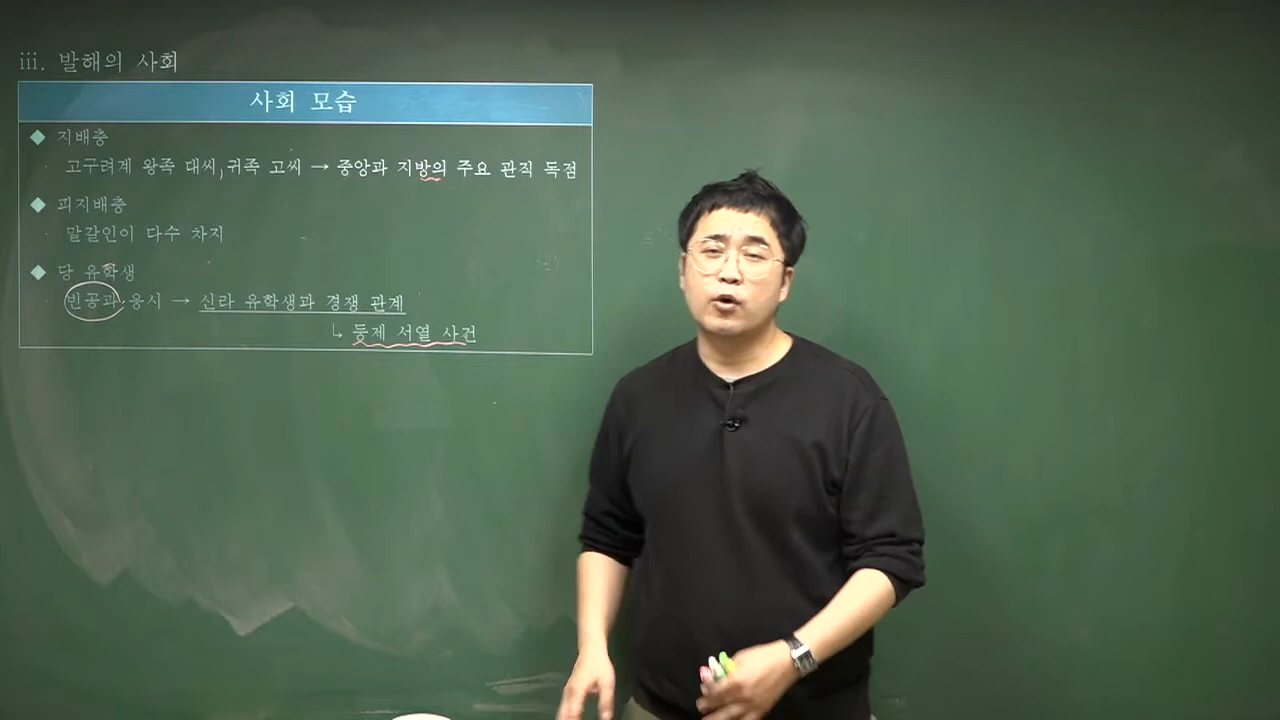 iii. 발해의 사회
사회 모습
◆ 지배층
· 고구려계 왕족 대씨, 귀족 고씨 → 중앙과 지방의 주요 관직 독점
◆ 피지배층
· 말갈인이 다수 차지
◆ 당 유학생
· 빈공과 응시 → 신라 유학생과 경쟁 관계
↳ 등제 서열 사건